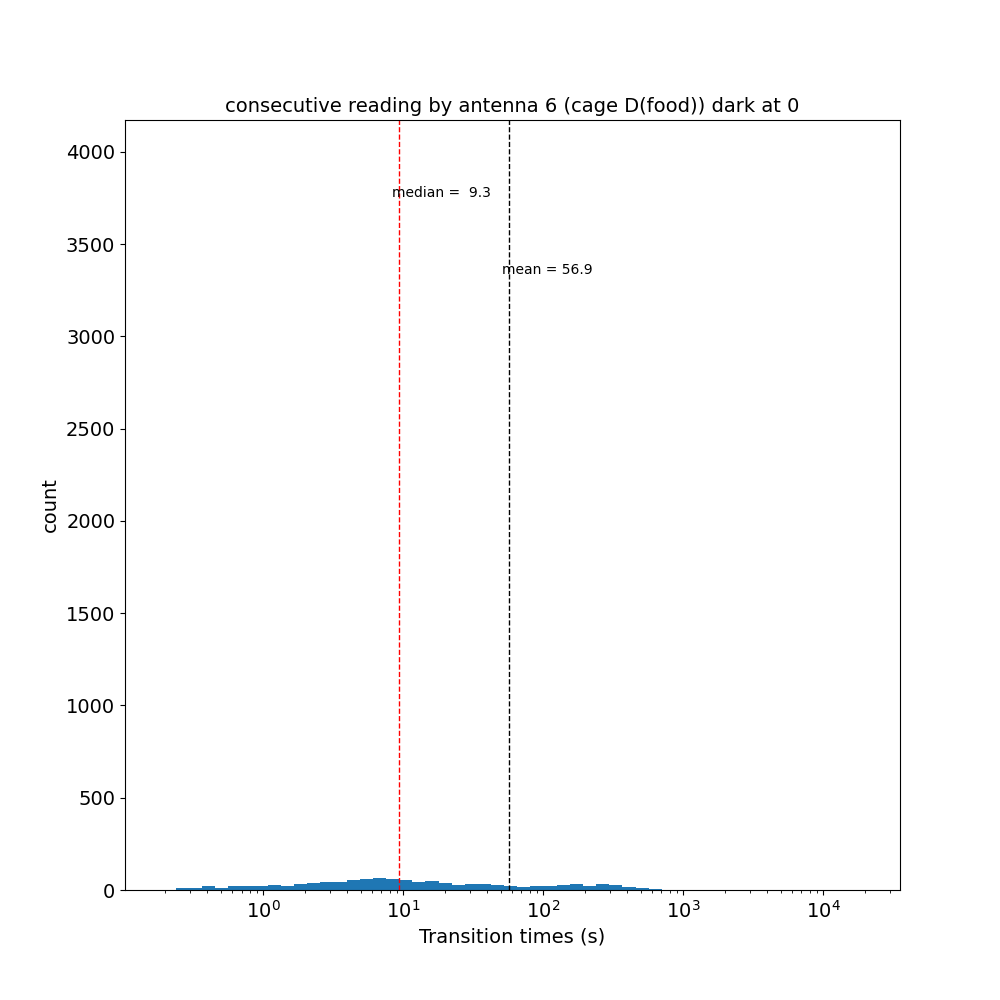 consecutive reading by antenna 6 (cage D(food)) dark at 0
4000
median =  9.3
3500
mean = 56.9
3000
2500
count
2000
1500
1000
500
0
10^0 10^1 10^2 10^3 10^4
Transition times (s)